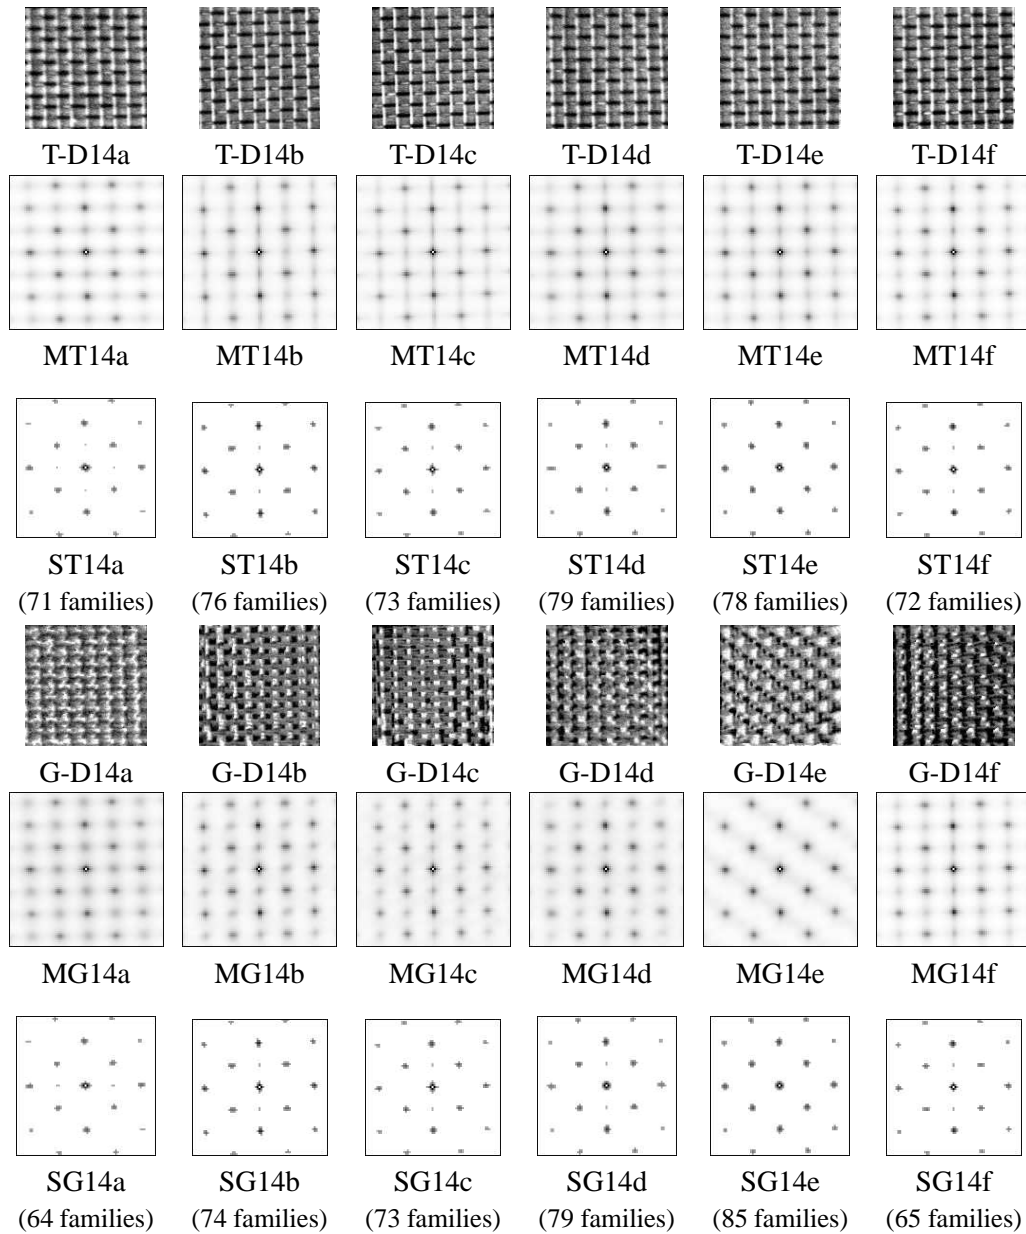 T-D14a T-D14b T-D14c T-D14d T-D14e T-D14f
MT14a MT14b MT14c MT14d MT14e MT14f
ST14a ST14b ST14c ST14d ST14e ST14f
(71 families) (76 families) (73 families) (79 families) (78 families) (72 families)
G-D14a G-D14b G-D14c G-D14d G-D14e G-D14f
MG14a MG14b MG14c MG14d MG14e MG14f
SG14a SG14b SG14c SG14d SG14e SG14f
(64 families) (74 families) (73 families) (79 families) (85 families) (65 families)